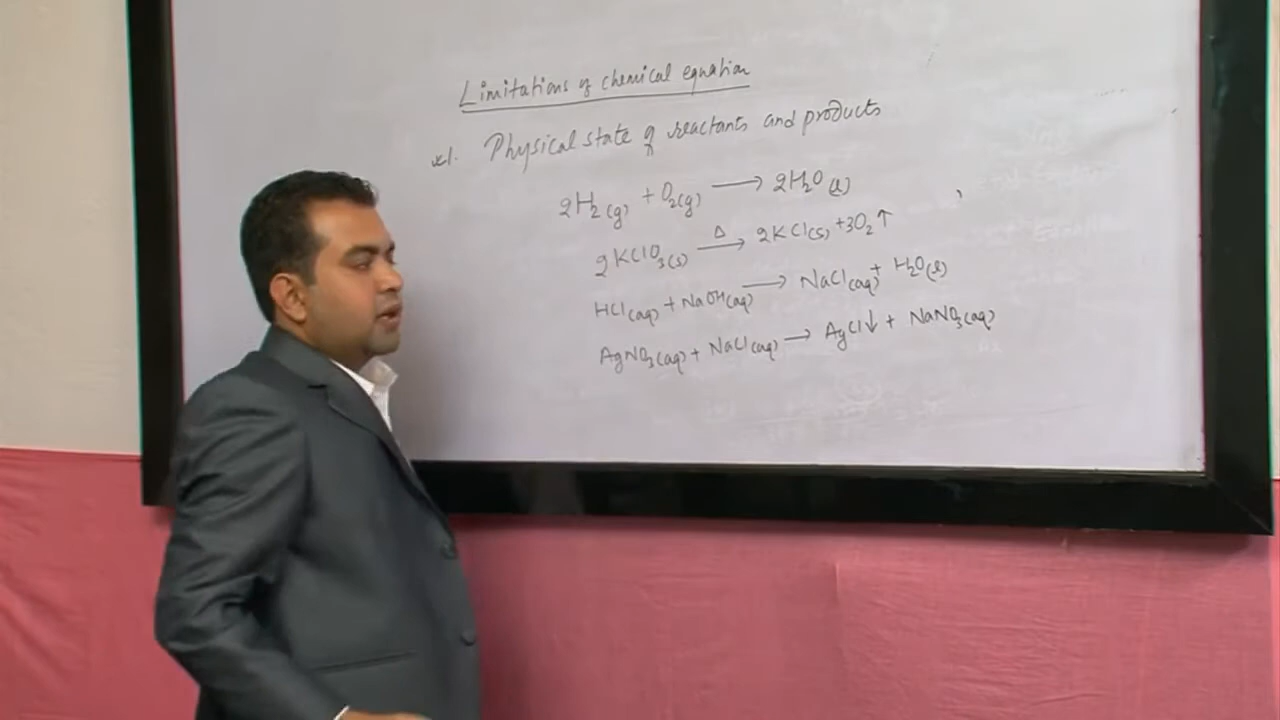 Limitations of chemical equation
1. Physical state of reactants and products
2H₂(g) + O₂(g) → 2H₂O (l)
2KClO₃(s) →Δ 2KCl(s) + 3O₂↑
HCl(aq) + NaOH(aq) → NaCl(aq) + H₂O(l)
AgNO₃(aq) + NaCl(aq) → AgCl↓ + NaNO₃(aq)